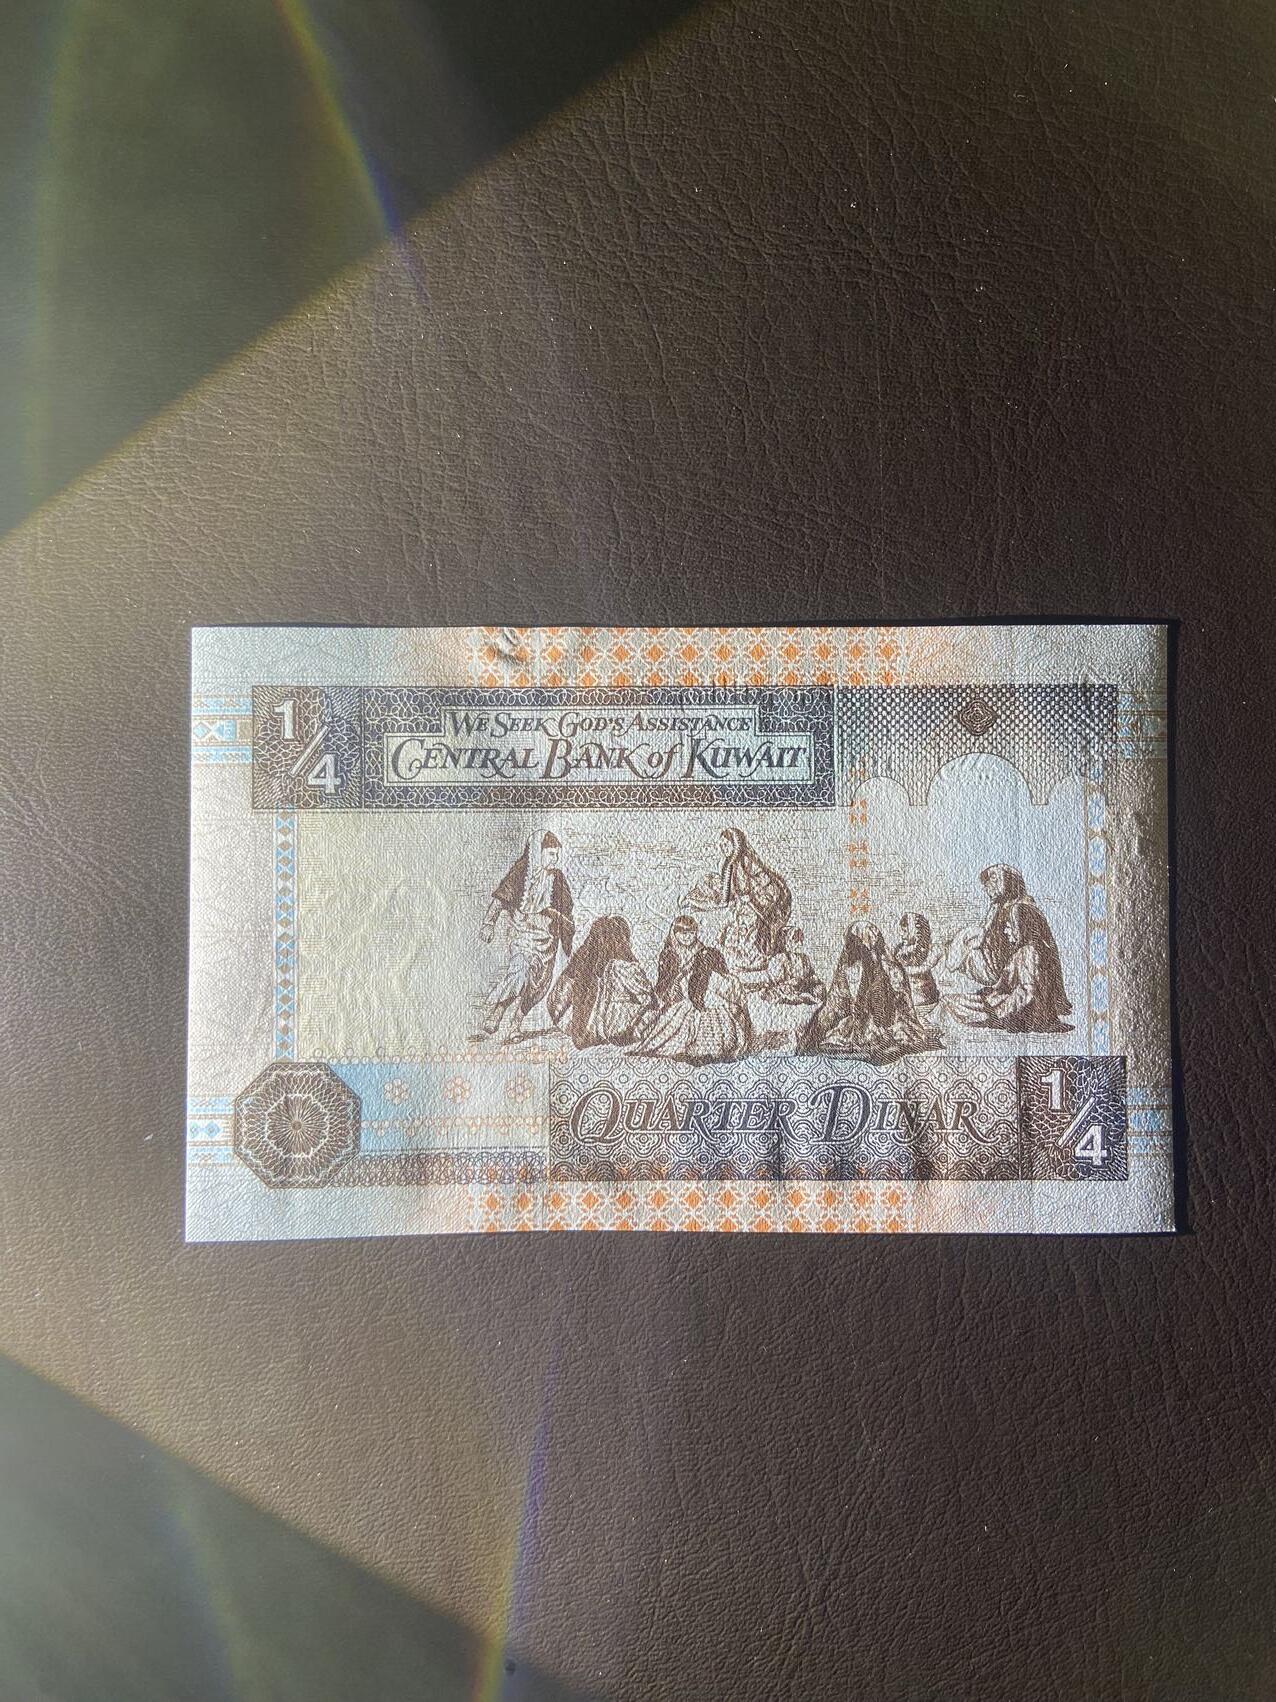 1/4
WE SEEK GOD'S ASSISTANCE
CENTRAL BANK of KUWAIT
QUARTER DINAR
1/4